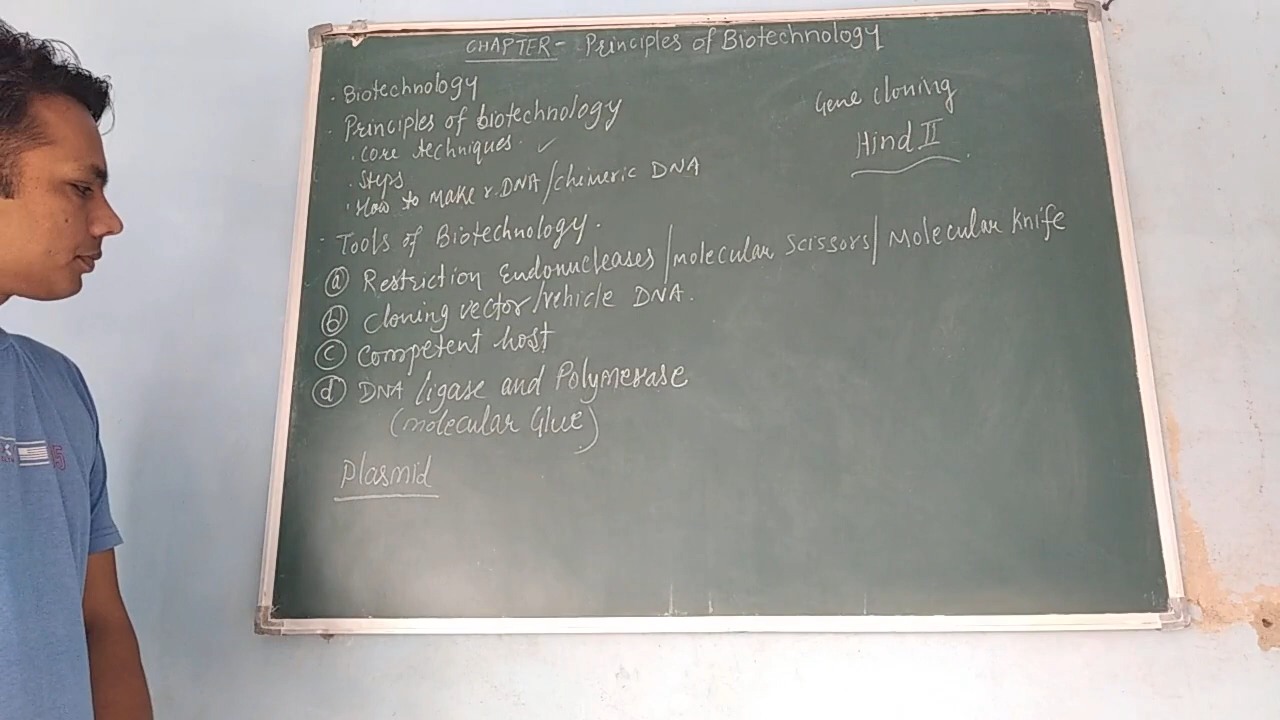 CHAPTER - Principles of Biotechnology
· Biotechnology
· Principles of biotechnology
· Core techniques. ✓
· Steps
· How to make r.DNA/chimeric DNA
- Tools of Biotechnology.
(a) Restriction Endonucleases/molecular Scissors/Molecular Knife
(b) Cloning vector/vehicle DNA.
(c) Competent host
(d) DNA ligase and Polymerase
(molecular Glue)
Plasmid
Gene cloning
Hind II